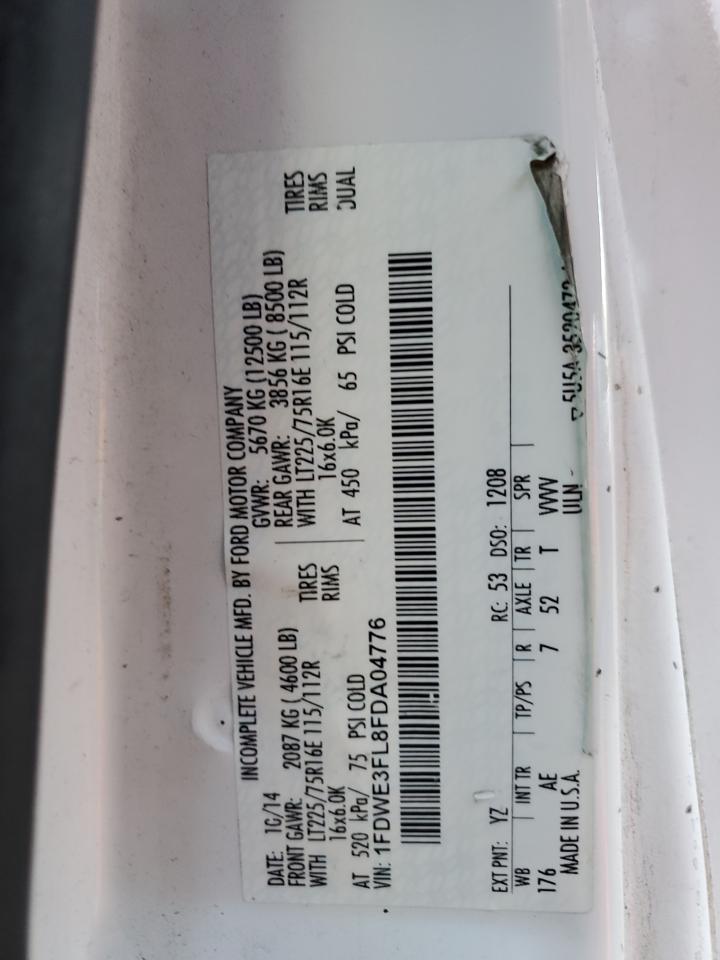 INCOMPLETE VEHICLE MFD. BY FORD MOTOR COMPANY
DATE: 10/14 GVWR: 5670 KG (12500 LB)
FRONT GAWR: 2087 KG ( 4600 LB) REAR GAWR: 3856 KG ( 8500 LB)
WITH LT225/75R16E 115/112R TIRES WITH LT225/75R16E 115/112R TIRES
16x6.0K RIMS 16x6.0K RIMS
AT 520 kPa/ 75 PSI COLD AT 450 kPa/ 65 PSI COLD DUAL
VIN: 1FDWE3FL8FDA04776
EXT PNT: YZ RC: 53 DSO: 1208
WB INT TR TP/PS R AXLE TR SPR
176 AE 7 52 T VVV
MADE IN U.S.A. ULN